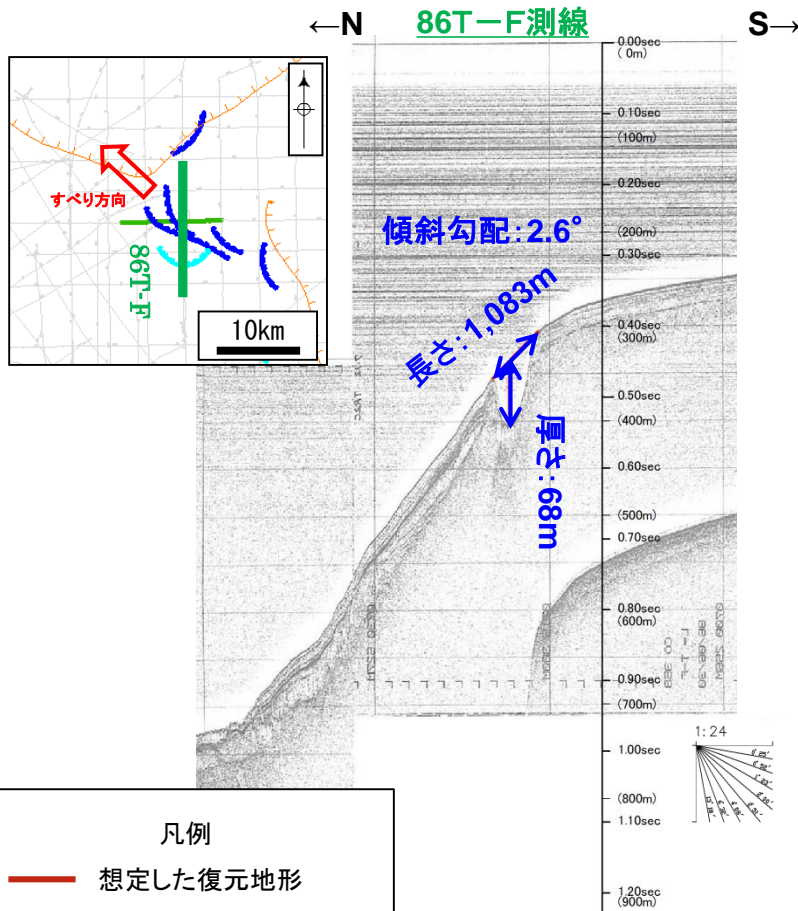 ←N
86T－F測線
S→
すべり方向
86T-F
10km
傾斜勾配：2.6°
長さ：1,083m
厚さ：68m
0.00sec
( 0m)
0.10sec
(100m)
0.20sec
(200m)
0.30sec
0.40sec
(300m)
0.50sec
(400m)
0.60sec
(500m)
0.70sec
0.80sec
(600m)
0.90sec
(700m)
1.00sec
(800m)
1.10sec
1.20sec
(900m)
1:24
凡例
想定した復元地形